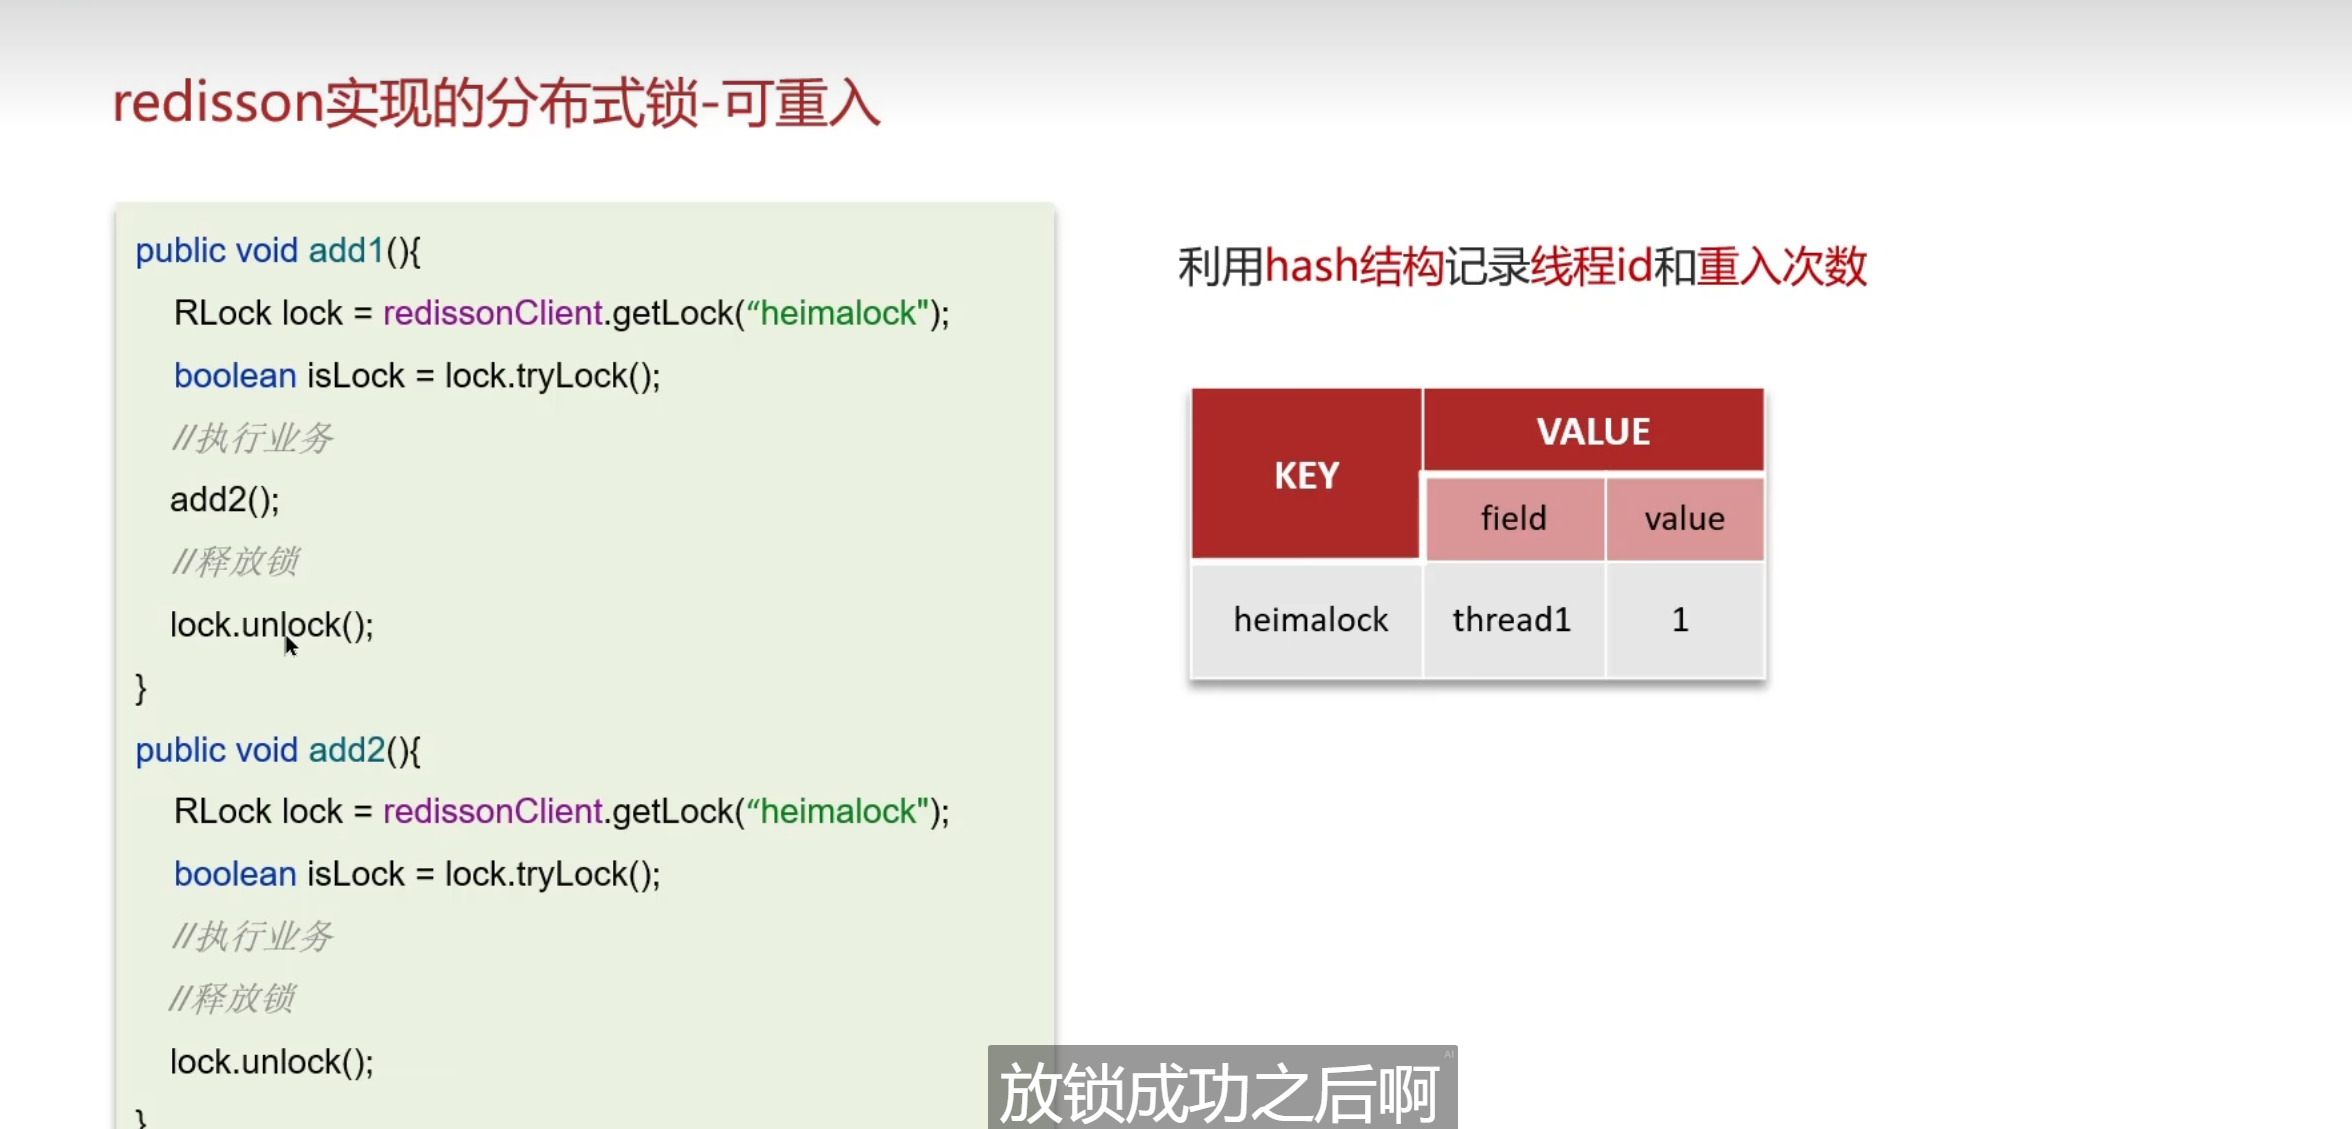 redisson实现的分布式锁-可重入
public void add1(){
RLock lock = redissonClient.getLock(“heimalock");
boolean isLock = lock.tryLock();
//执行业务
add2();
//释放锁
lock.unlock();
}
public void add2(){
RLock lock = redissonClient.getLock(“heimalock");
boolean isLock = lock.tryLock();
//执行业务
//释放锁
lock.unlock();
}
利用hash结构记录线程id和重入次数
KEY
VALUE
field
value
heimalock
thread1
1
AI
放锁成功之后啊